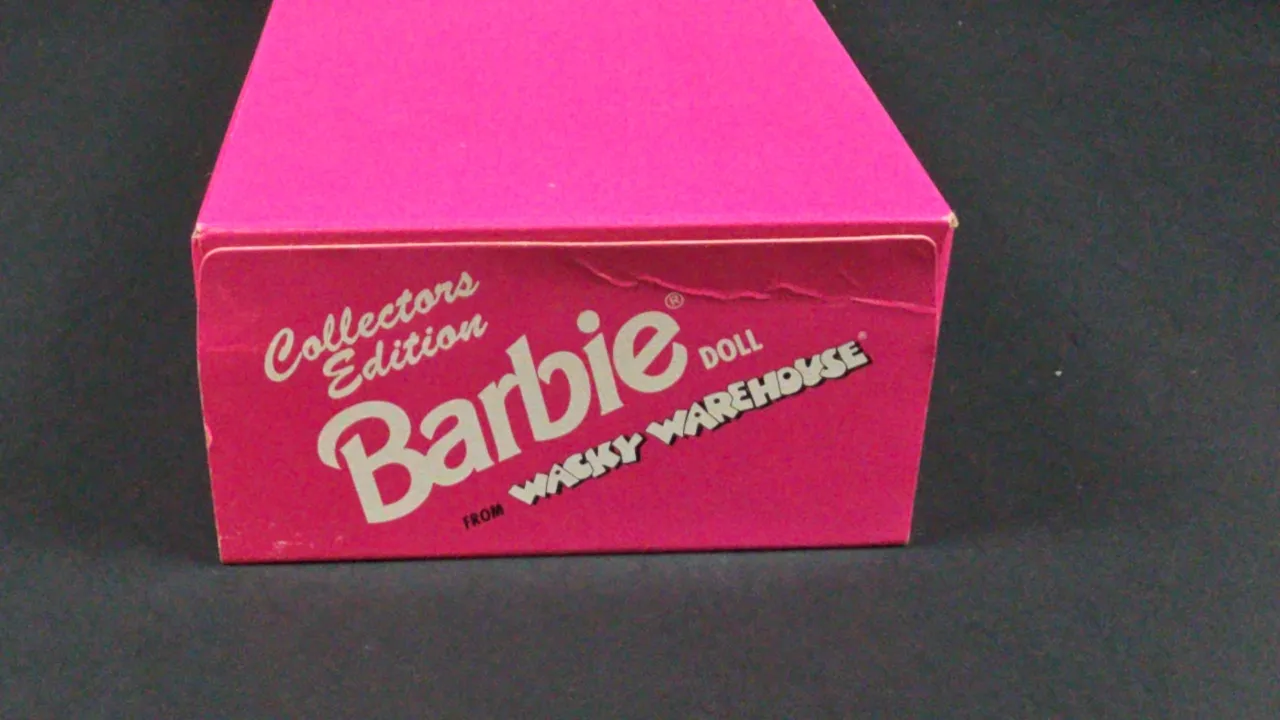 Collectors
Edition
Barbie® DOLL
FROM WACKY WAREHOUSE